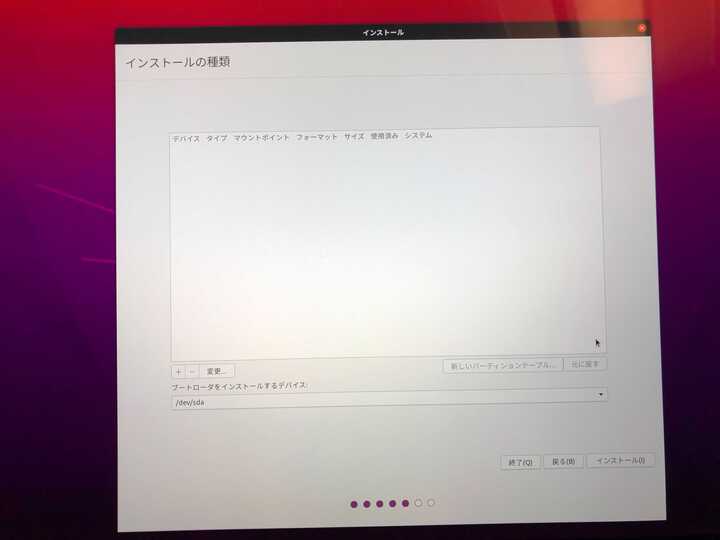 インストール
インストールの種類
デバイス タイプ マウントポイント フォーマット サイズ 使用済み システム
+ − 変更...
新しいパーティションテーブル... 元に戻す
ブートローダをインストールするデバイス:
/dev/sda
終了(Q) 戻る(B) インストール(I)